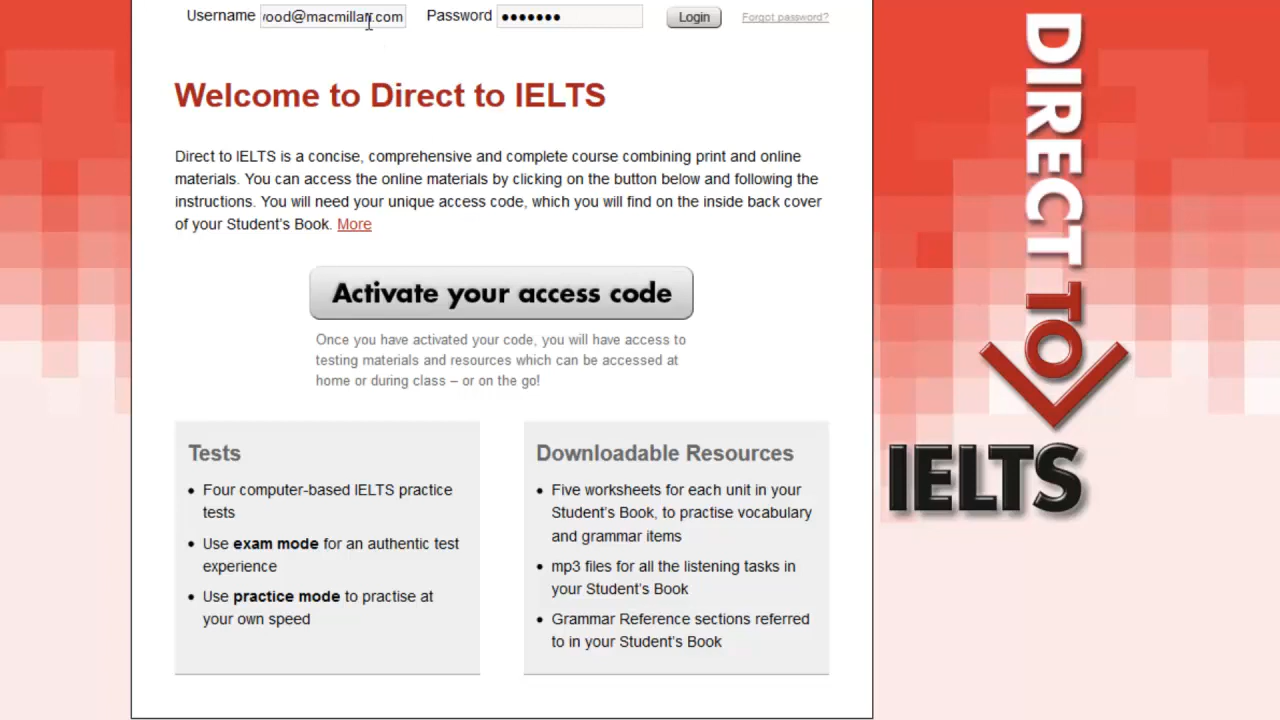 Username vood@macmillan.com Password ••••••• Login Forgot password?
Welcome to Direct to IELTS
Direct to IELTS is a concise, comprehensive and complete course combining print and online
materials. You can access the online materials by clicking on the button below and following the
instructions. You will need your unique access code, which you will find on the inside back cover
of your Student's Book. More
Activate your access code
Once you have activated your code, you will have access to
testing materials and resources which can be accessed at
home or during class – or on the go!
Tests
• Four computer-based IELTS practice
tests
• Use exam mode for an authentic test
experience
• Use practice mode to practise at
your own speed
Downloadable Resources
• Five worksheets for each unit in your
Student's Book, to practise vocabulary
and grammar items
• mp3 files for all the listening tasks in
your Student's Book
• Grammar Reference sections referred
to in your Student's Book
DIRECT TO
IELTS